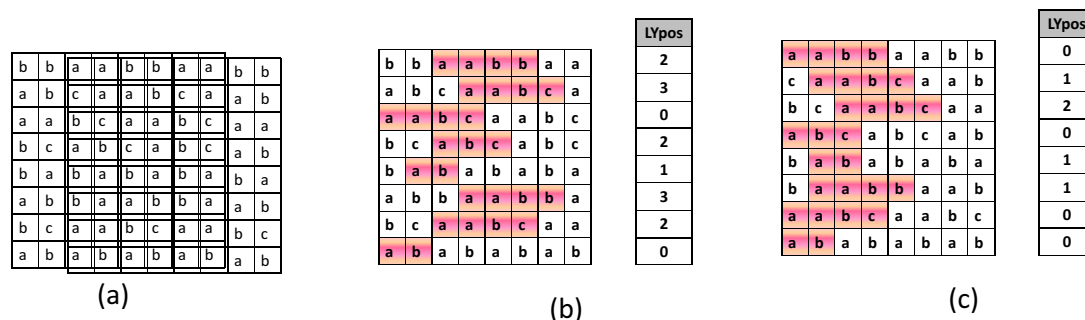 b b a a b b a a b b
a b c a a b c a a b
a a b c a a b c a a
b c a b c a b c a b
b a b a b a b a b a
a b b a a b b a a b
b c a a b c a a b c
a b a b a b a b a b
(a)
b b a a b b a a
a b c a a b c a
a a b c a a b c
b c a b c a b c
b a b a b a b a
a b b a a b b a
b c a a b c a a
a b a b a b a b
LYpos
2
3
0
2
1
3
2
0
(b)
a a b b a a b b
c a a b c a a b
b c a a b c a a
a b c a b c a b
b a b a b a b a
b a a b b a a b
a a b c a a b c
a b a b a b a b
LYpos
0
1
2
0
1
1
0
0
(c)